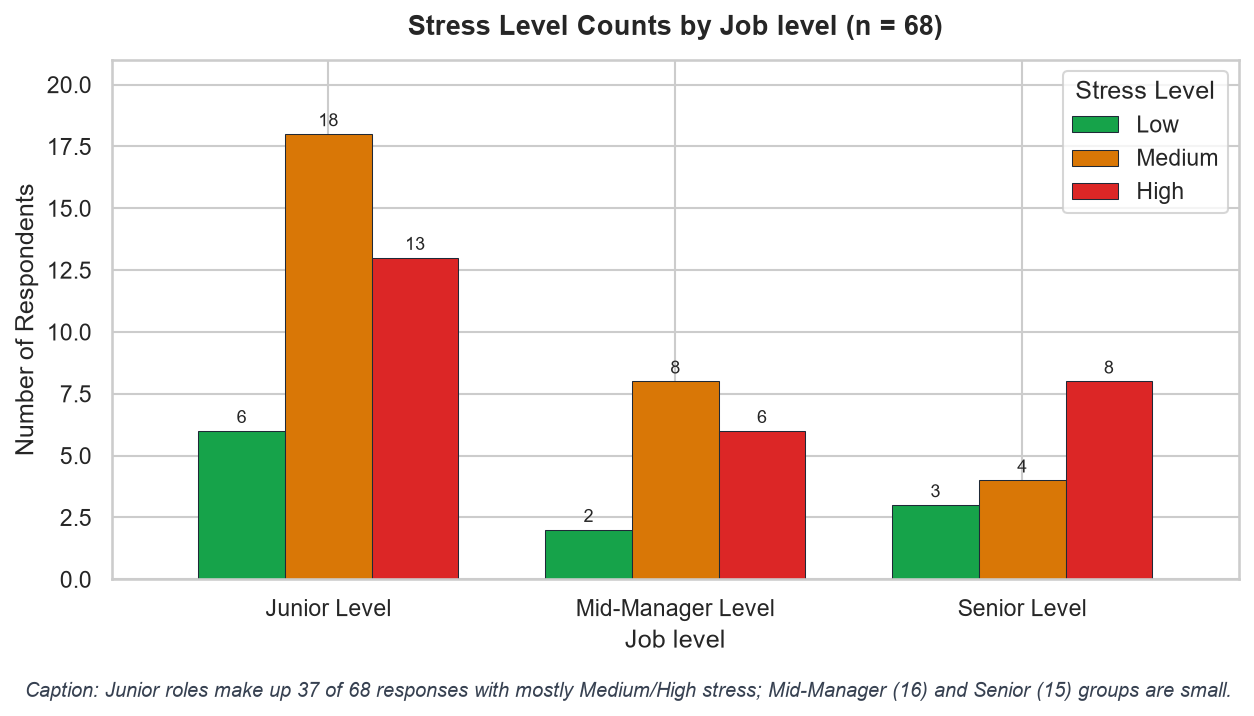 Stress Level Counts by Job level (n = 68)
Number of Respondents
20.0
17.5
15.0
12.5
10.0
7.5
5.0
2.5
0.0
Stress Level
Low
Medium
High
6
18
13
2
8
6
3
4
8
Junior Level
Mid-Manager Level
Senior Level
Job level
Caption: Junior roles make up 37 of 68 responses with mostly Medium/High stress; Mid-Manager (16) and Senior (15) groups are small.